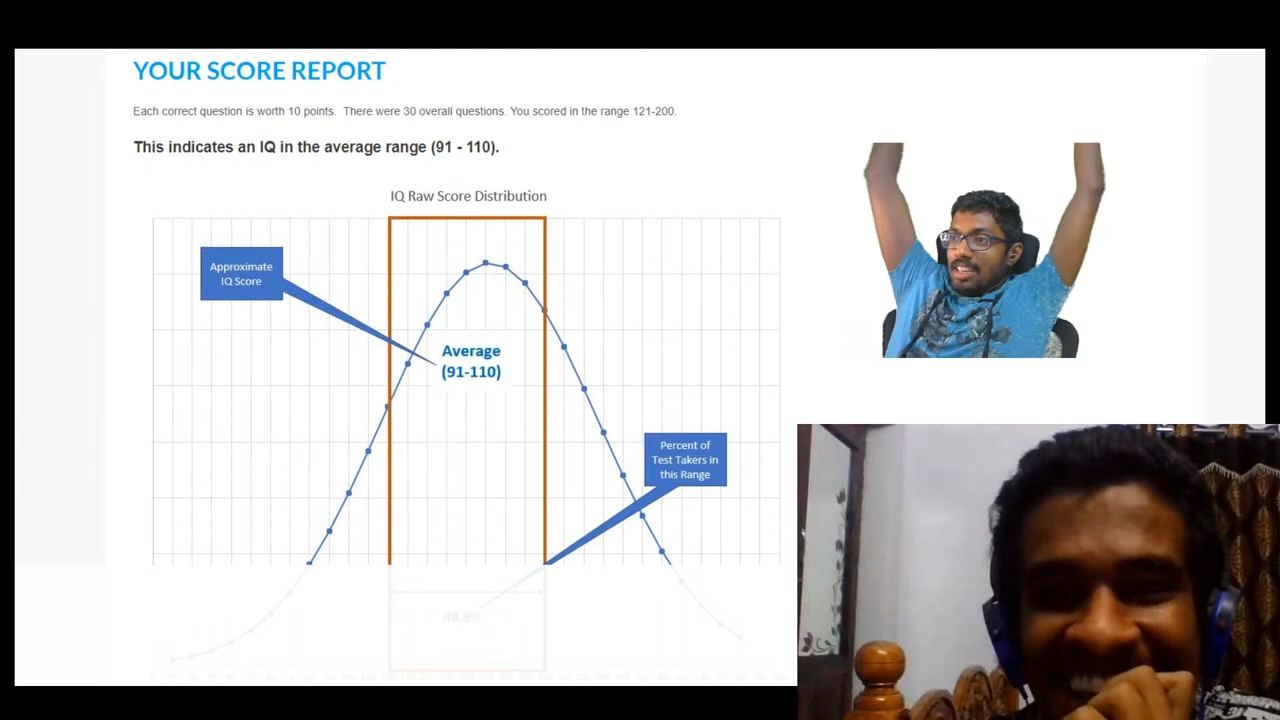 YOUR SCORE REPORT
Each correct question is worth 10 points. There were 30 overall questions. You scored in the range 121-200.
This indicates an IQ in the average range (91 - 110).
IQ Raw Score Distribution
Approximate
IQ Score
Average
(91-110)
Percent of
Test Takers in
this Range
48.8%